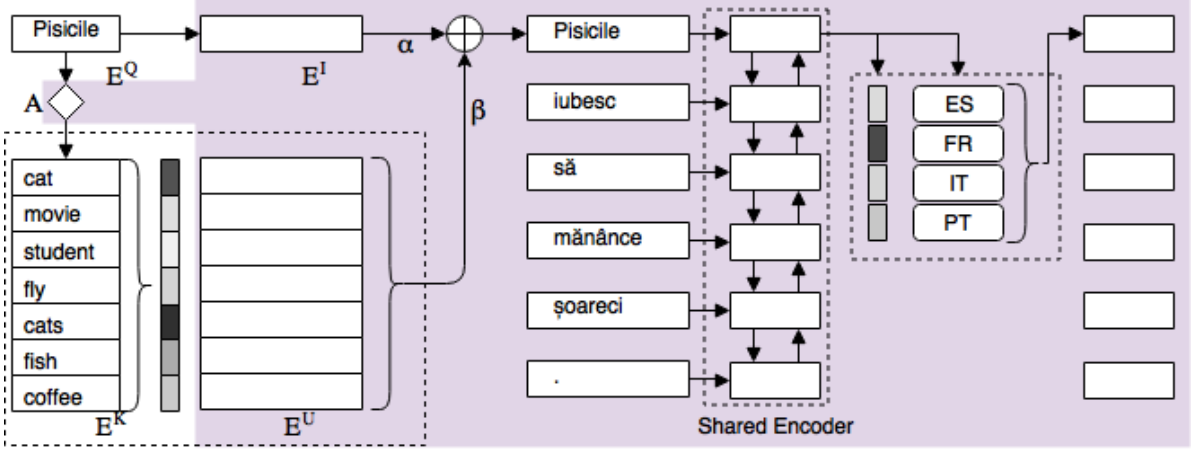 Pisicile
E^Q
E^I
α
β
A
cat
movie
student
fly
cats
fish
coffee
E^K
E^U
Pisicile
iubesc
să
mănânce
șoareci
.
Shared Encoder
ES
FR
IT
PT